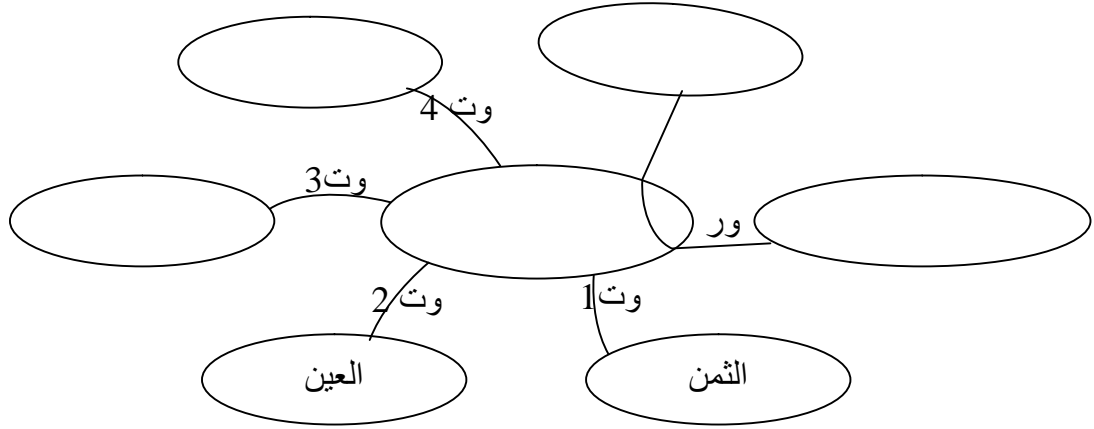 وت 4
وت3
ور
وت 2
وت1
العين
الثمن